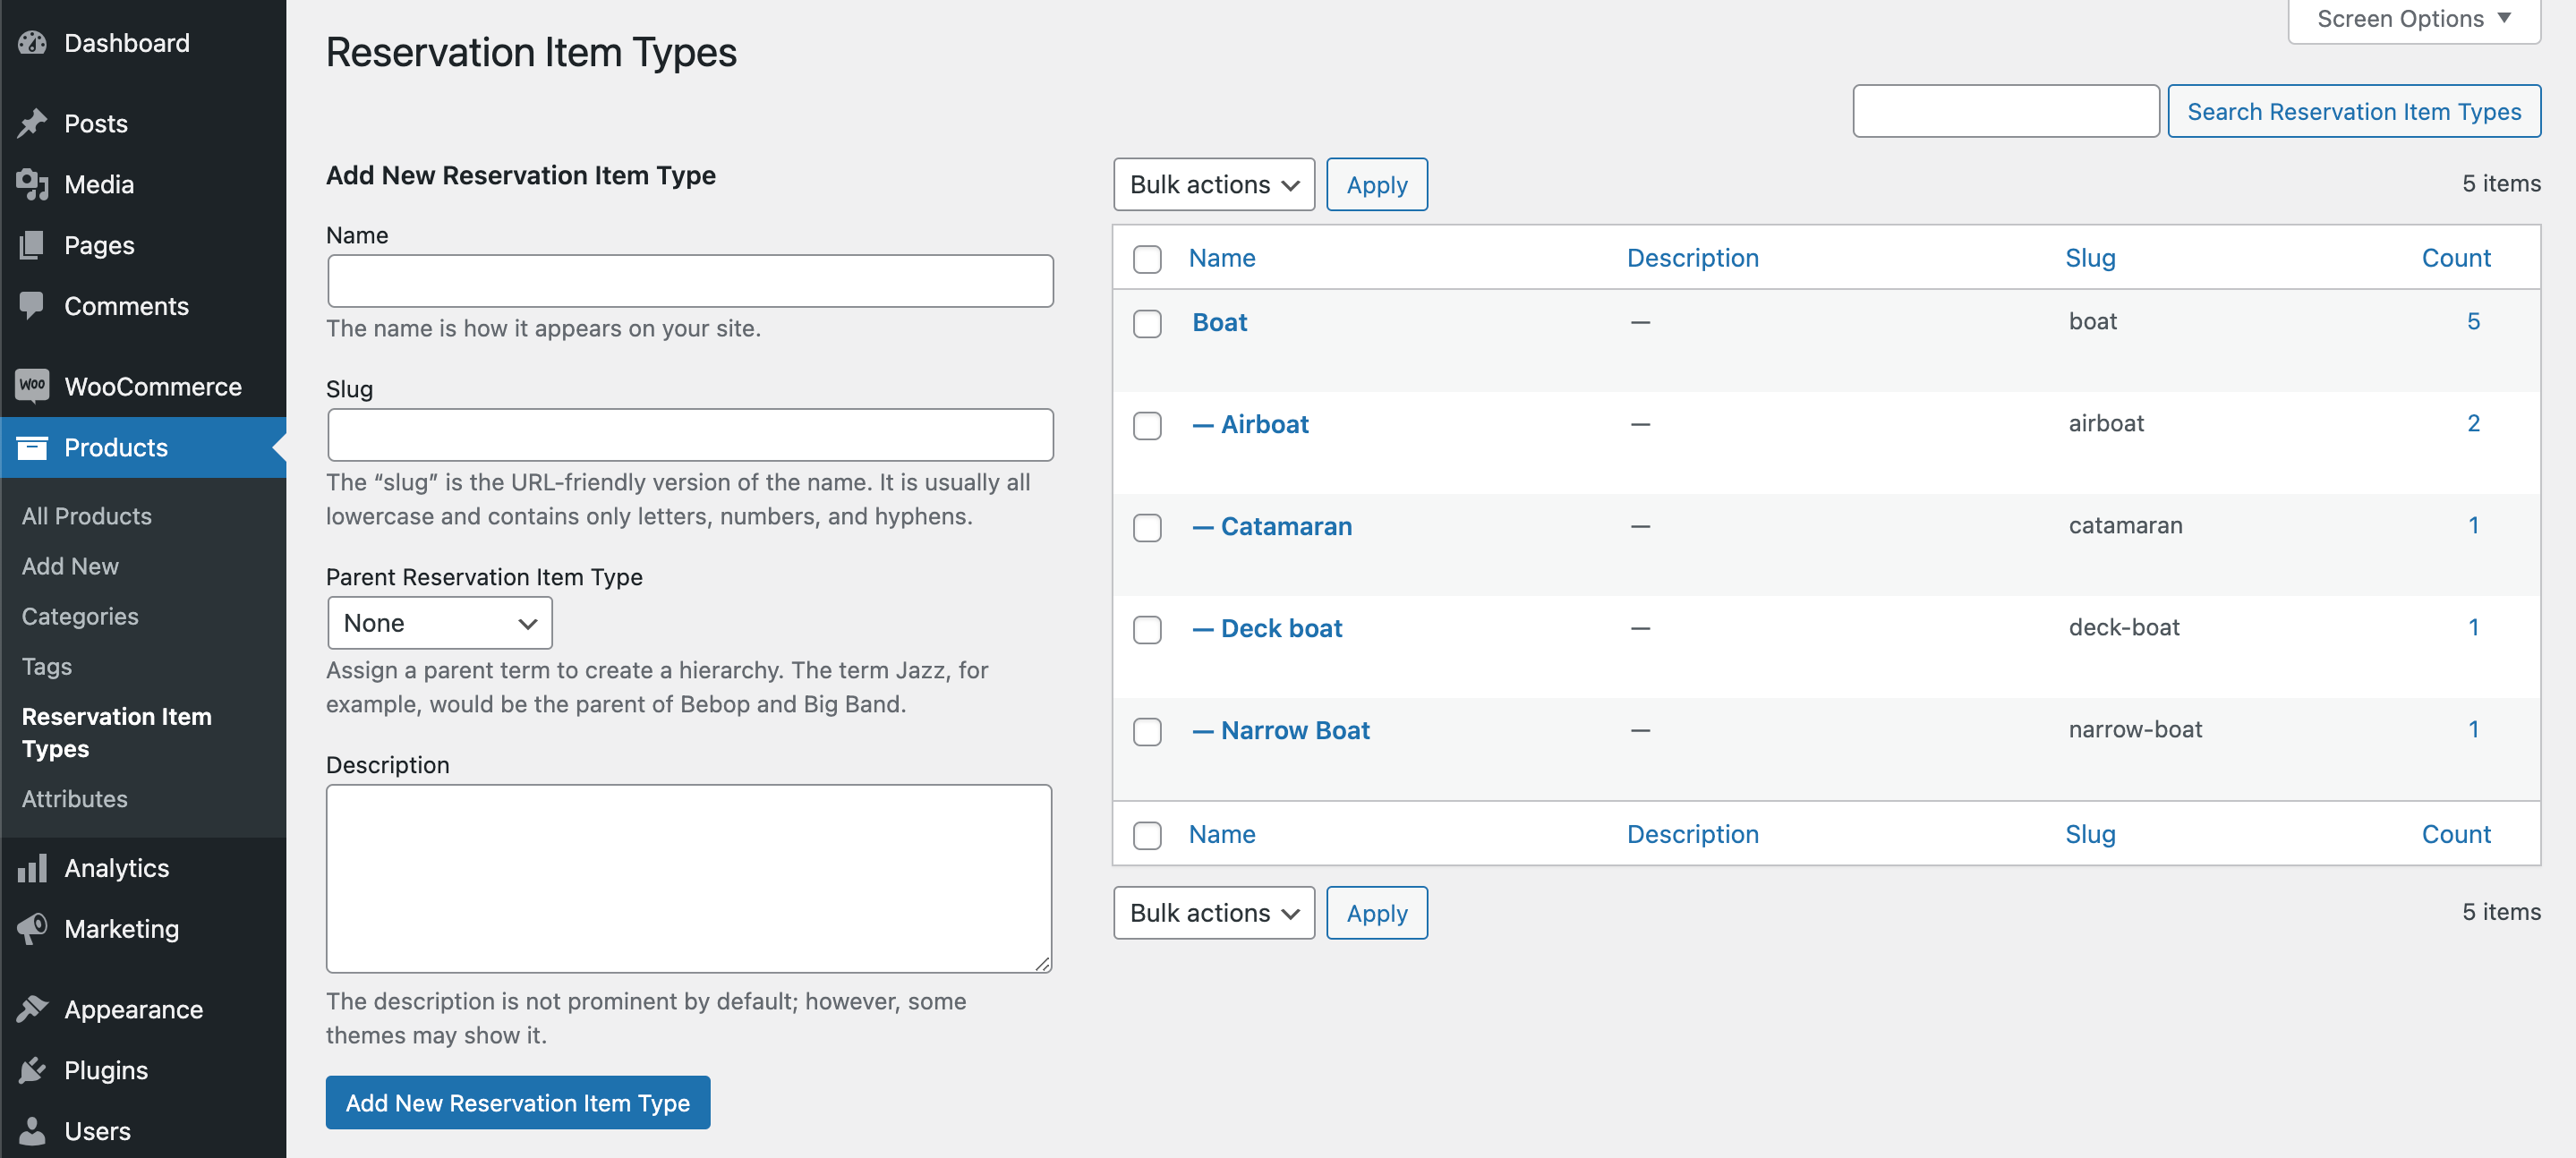 Dashboard
Posts
Media
Pages
Comments
Woo WooCommerce
Products
All Products
Add New
Categories
Tags
Reservation Item
Types
Attributes
Analytics
Marketing
Appearance
Plugins
Users
Screen Options ▼
Reservation Item Types
Search Reservation Item Types
Add New Reservation Item Type
Name
The name is how it appears on your site.
Slug
The “slug” is the URL-friendly version of the name. It is usually all
lowercase and contains only letters, numbers, and hyphens.
Parent Reservation Item Type
None
Assign a parent term to create a hierarchy. The term Jazz, for
example, would be the parent of Bebop and Big Band.
Description
The description is not prominent by default; however, some
themes may show it.
Add New Reservation Item Type
Bulk actions Apply 5 items
Name Description Slug Count
Boat — boat 5
— Airboat — airboat 2
— Catamaran — catamaran 1
— Deck boat — deck-boat 1
— Narrow Boat — narrow-boat 1
Name Description Slug Count
Bulk actions Apply 5 items